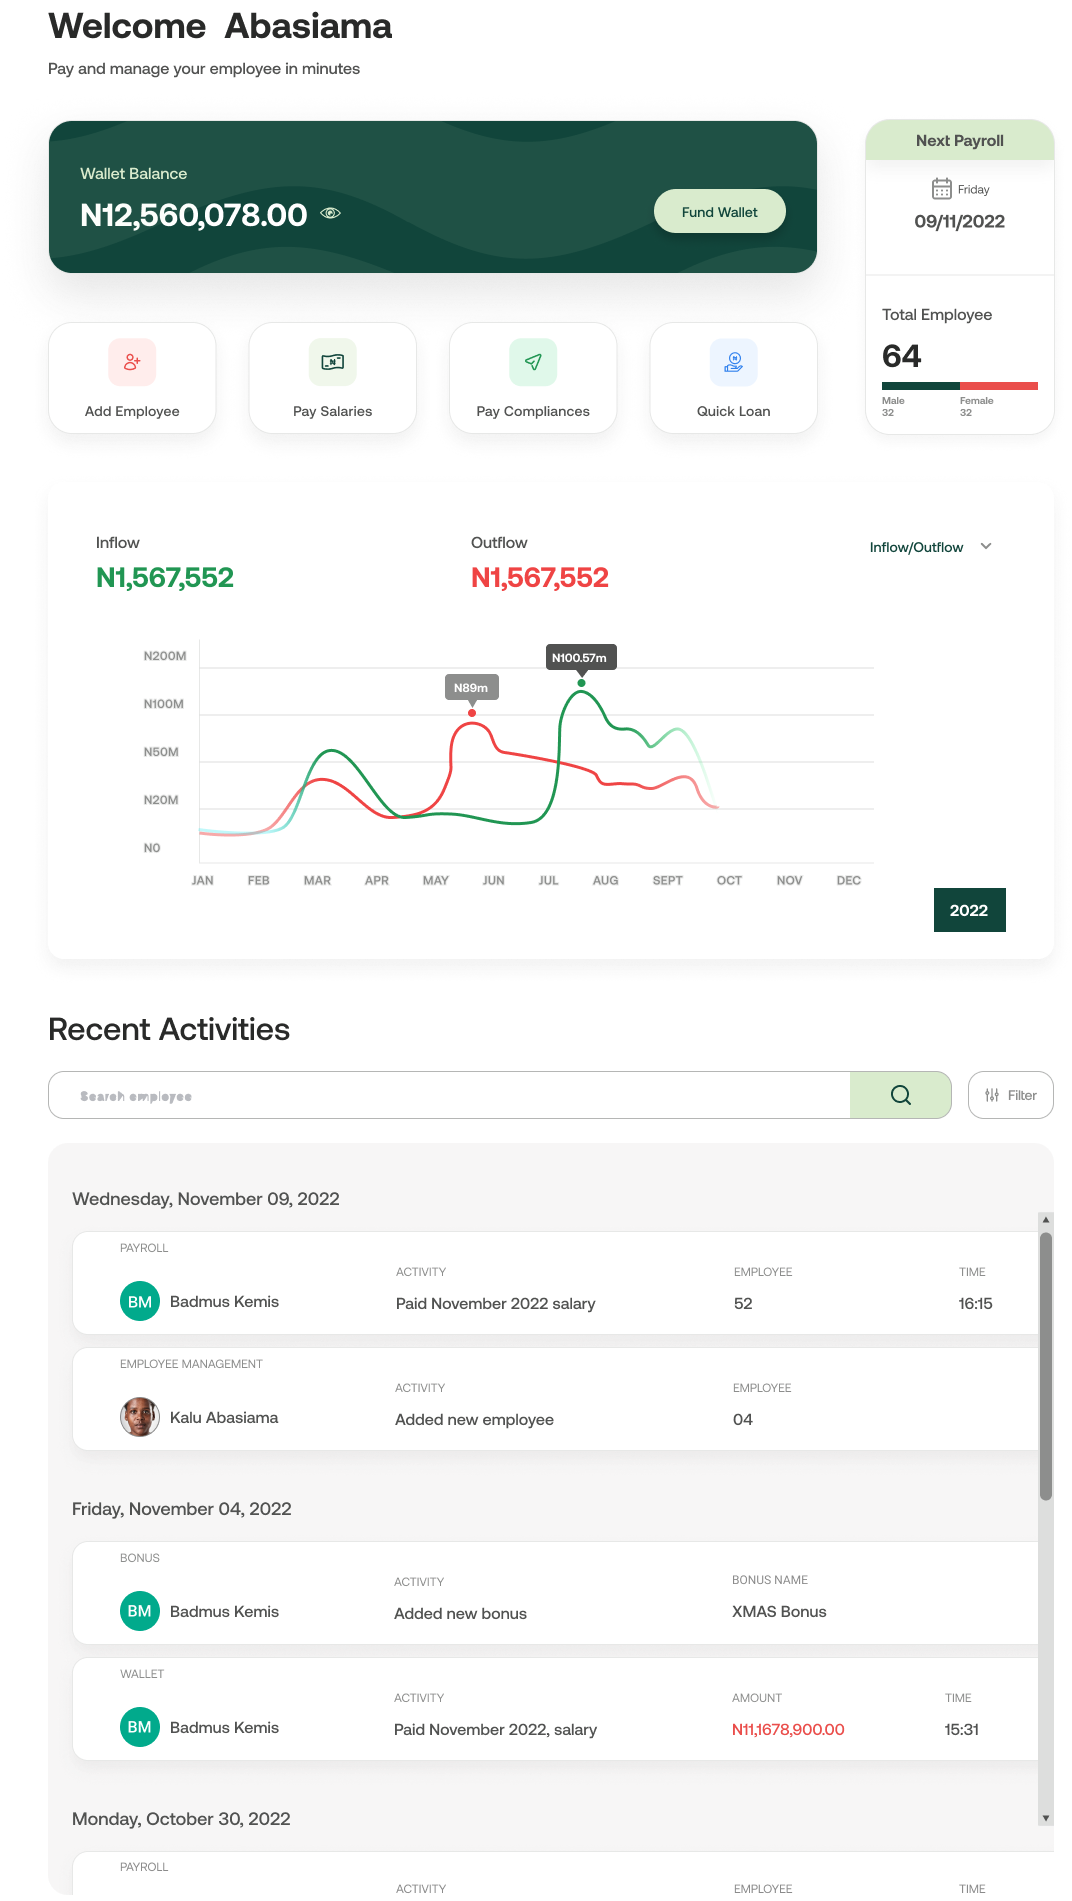 Welcome Abasiama
Pay and manage your employee in minutes
Wallet Balance
N12,560,078.00
Fund Wallet
Next Payroll
Friday
09/11/2022
Total Employee
64
Male
Female
32
32
Add Employee
Pay Salaries
Pay Compliances
Quick Loan
Inflow
N1,567,552
Outflow
N1,567,552
Inflow/Outflow
N200M
N100M
N50M
N20M
N0
N89m
N100.57m
JAN FEB MAR APR MAY JUN JUL AUG SEPT OCT NOV DEC
2022
Recent Activities
Search employee
Filter
Wednesday, November 09, 2022
PAYROLL
ACTIVITY EMPLOYEE TIME
BM Badmus Kemis Paid November 2022 salary 52 16:15
EMPLOYEE MANAGEMENT
ACTIVITY EMPLOYEE
Kalu Abasiama Added new employee 04
Friday, November 04, 2022
BONUS
ACTIVITY BONUS NAME
BM Badmus Kemis Added new bonus XMAS Bonus
WALLET
ACTIVITY AMOUNT TIME
BM Badmus Kemis Paid November 2022, salary N11,1678,900.00 15:31
Monday, October 30, 2022
PAYROLL
ACTIVITY EMPLOYEE TIME